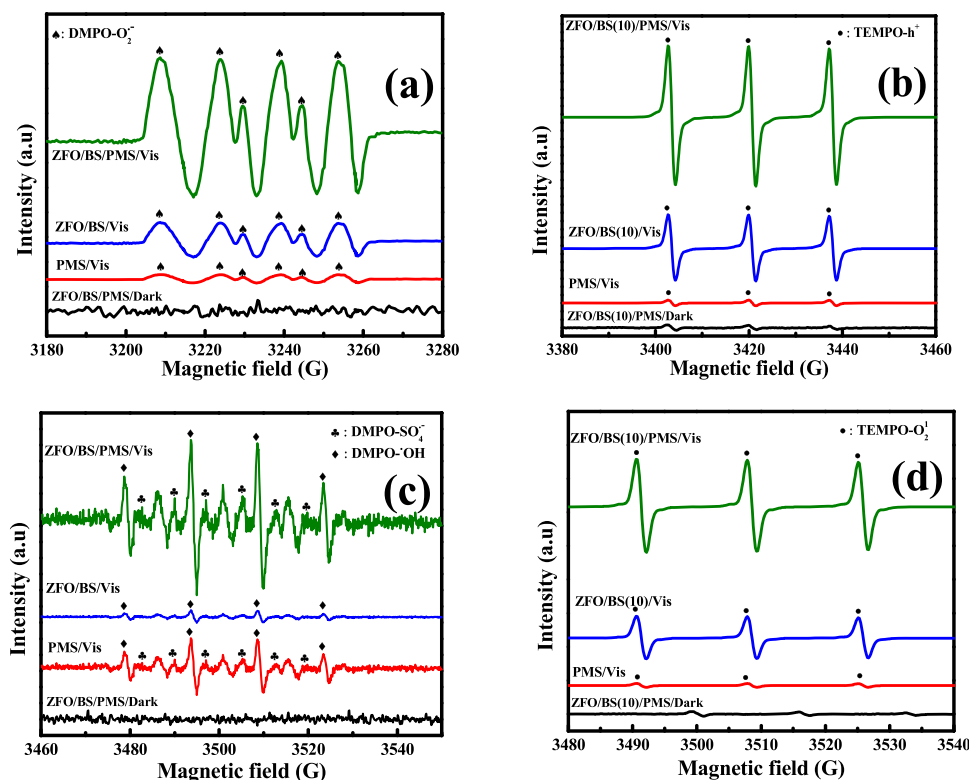 ♠ : DMPO-O₂⁻
(a)
ZFO/BS/PMS/Vis
ZFO/BS/Vis
PMS/Vis
ZFO/BS/PMS/Dark
Intensity (a.u)
3180 3200 3220 3240 3260 3280
Magnetic field (G)
ZFO/BS(10)/PMS/Vis
• : TEMPO-h⁺
(b)
ZFO/BS(10)/Vis
PMS/Vis
ZFO/BS(10)/PMS/Dark
Intensity (a.u)
3380 3400 3420 3440 3460
Magnetic field (G)
ZFO/BS/PMS/Vis
♣ : DMPO-SO₄·⁻
♦ : DMPO-·OH
(c)
ZFO/BS/Vis
PMS/Vis
ZFO/BS/PMS/Dark
Intensity (a.u)
3460 3480 3500 3520 3540
Magnetic field (G)
ZFO/BS(10)/PMS/Vis
• : TEMPO-O₂¹
(d)
ZFO/BS(10)/Vis
PMS/Vis
ZFO/BS(10)/PMS/Dark
Intensity (a.u)
3480 3490 3500 3510 3520 3530 3540
Magnetic field (G)